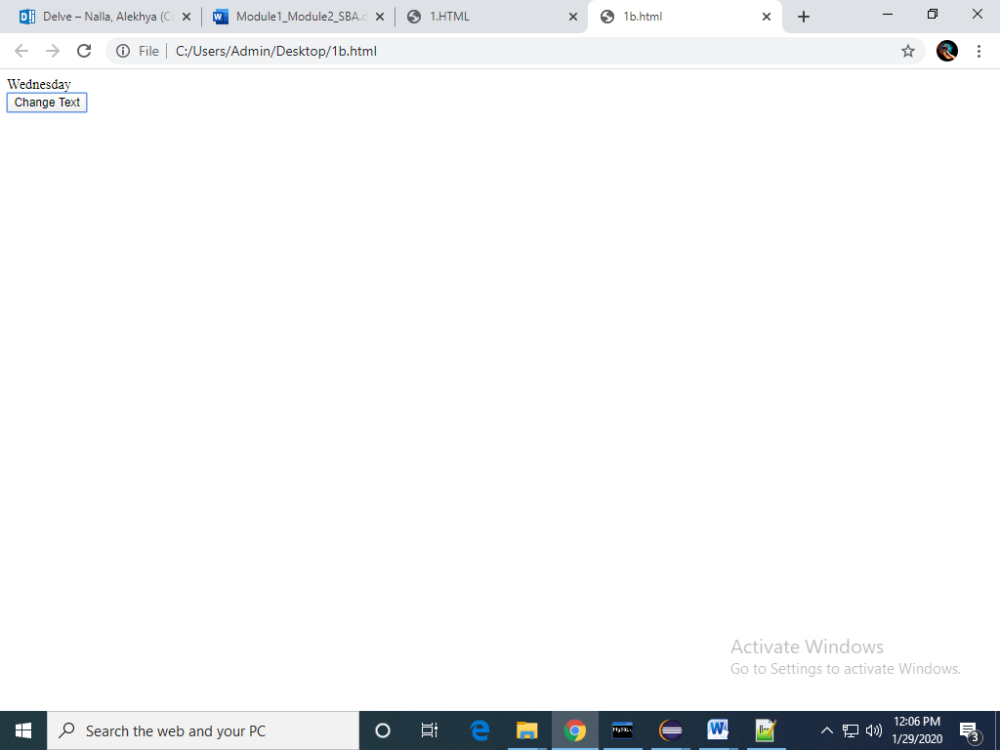 Delve – Nalla, Alekhya (C
Module1_Module2_SBA.
1.HTML
1b.html
File
C:/Users/Admin/Desktop/1b.html
Wednesday
Change Text
Activate Windows
Go to Settings to activate Windows.
Search the web and your PC
12:06 PM
1/29/2020
3